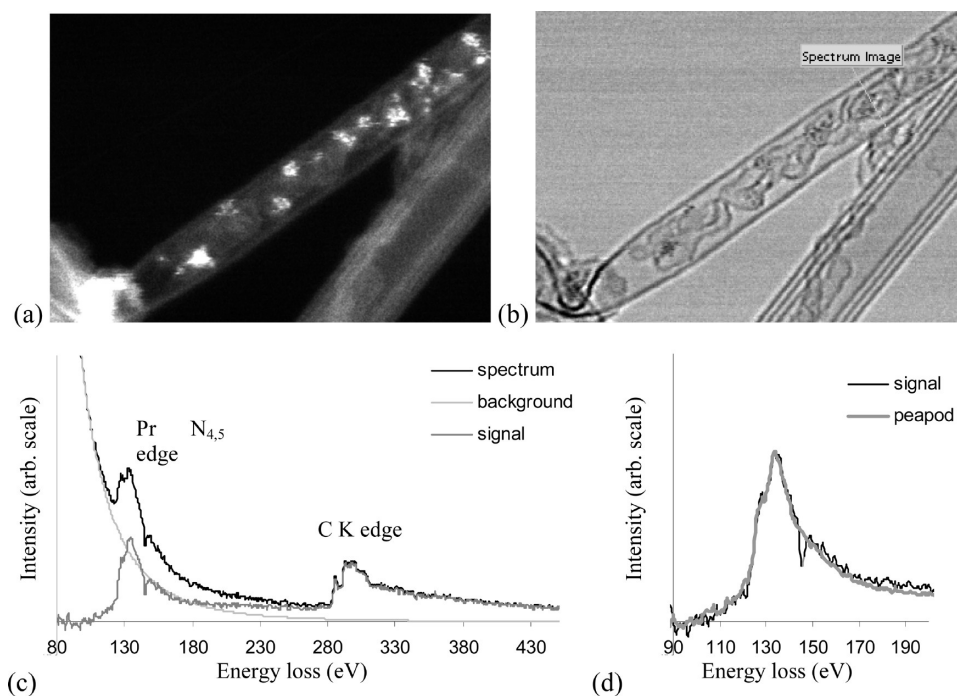 Spectrum Image
(a)
(b)
spectrum
background
signal
Pr N4,5
edge
C K edge
Intensity (arb. scale)
80 130 180 230 280 330 380 430
Energy loss (eV)
(c)
signal
peapod
Intensity (arb. scale)
90 110 130 150 170 190
Energy loss (eV)
(d)